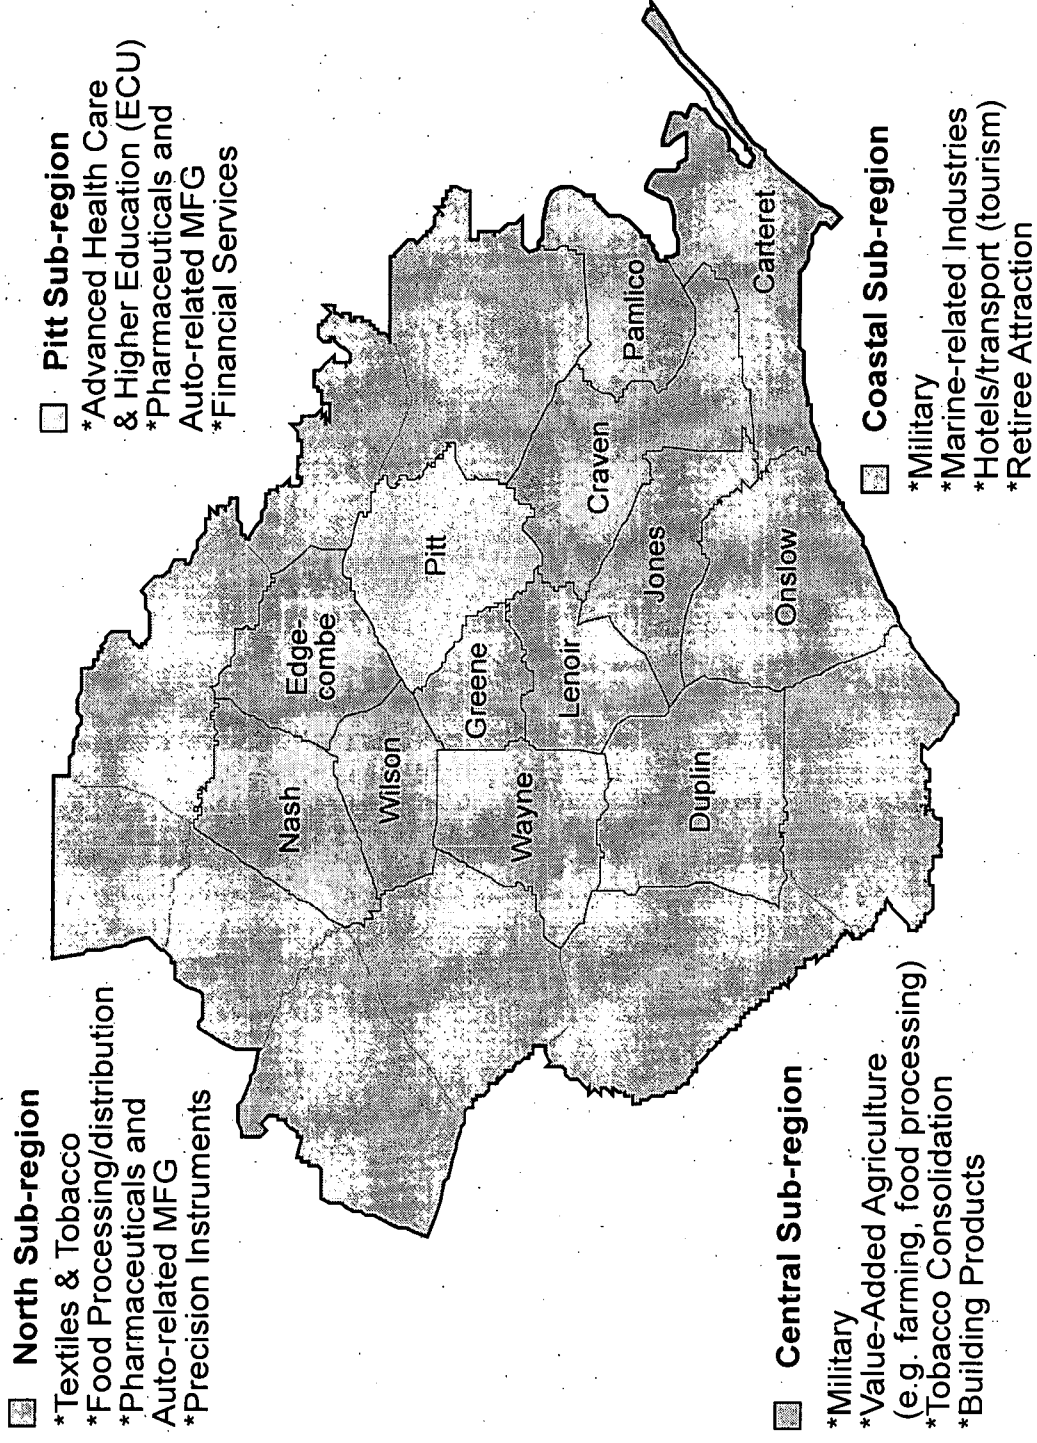 North Sub-region
*Textiles & Tobacco
*Food Processing/distribution
*Pharmaceuticals and
Auto-related MFG
*Precision Instruments
Pitt Sub-region
*Advanced Health Care
& Higher Education (ECU)
*Pharmaceuticals and
Auto-related MFG
*Financial Services
Nash
Edge-
combe
Wilson
Pitt
Greene
Wayne
Lenoir
Craven
Pamlico
Jones
Duplin
Onslow
Carteret
Central Sub-region
*Military
*Value-Added Agriculture
(e.g. farming, food processing)
*Tobacco Consolidation
*Building Products
Coastal Sub-region
*Military
*Marine-related Industries
*Hotels/transport (tourism)
*Retiree Attraction